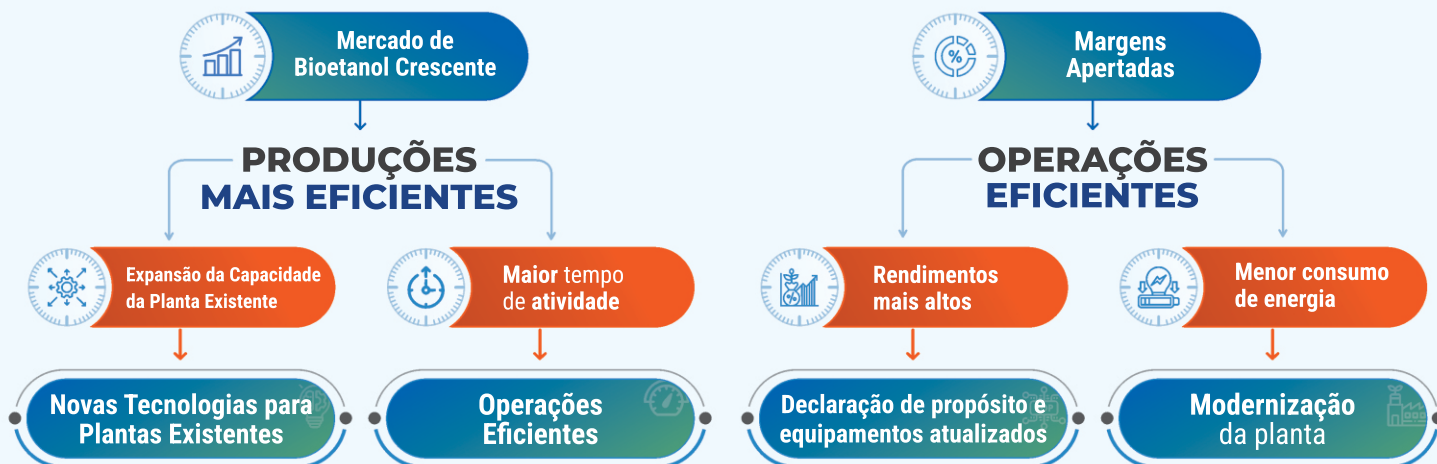 Mercado de
Bioetanol Crescente
PRODUÇÕES
MAIS EFICIENTES
Expansão da Capacidade
da Planta Existente
Maior tempo
de atividade
Novas Tecnologias para
Plantas Existentes
Operações
Eficientes
Margens
Apertadas
%
OPERAÇÕES
EFICIENTES
Rendimentos
mais altos
%
Menor consumo
de energia
Declaração de propósito e
equipamentos atualizados
Modernização
da planta